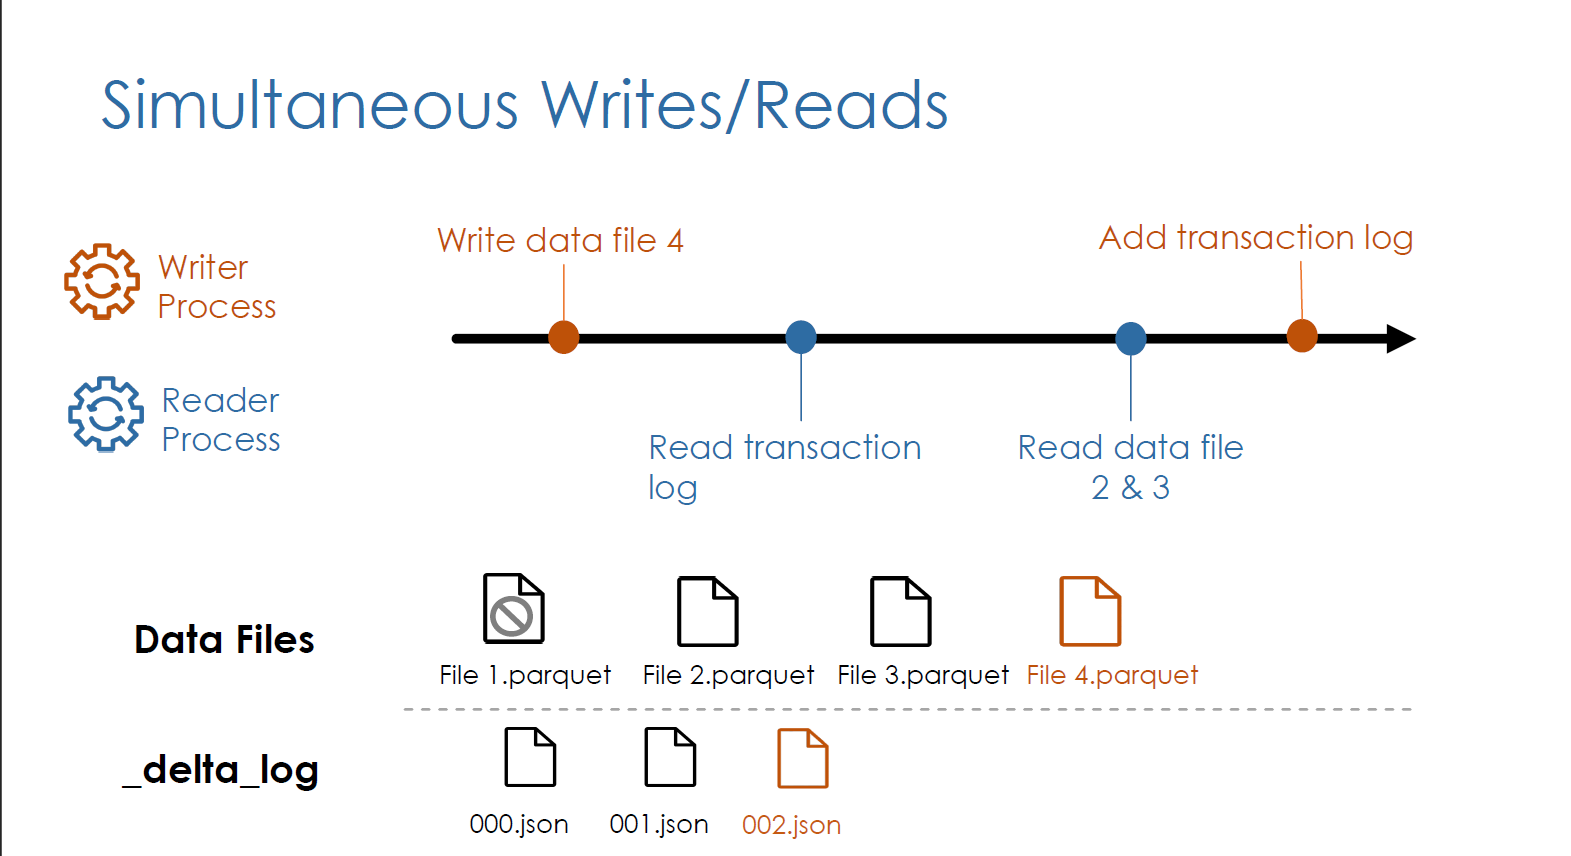 Simultaneous Writes/Reads
Write data file 4
Add transaction log
Writer
Process
Reader
Process
Read transaction
log
Read data file
2 & 3
Data Files
File 1.parquet
File 2.parquet
File 3.parquet
File 4.parquet
_delta_log
000.json
001.json
002.json